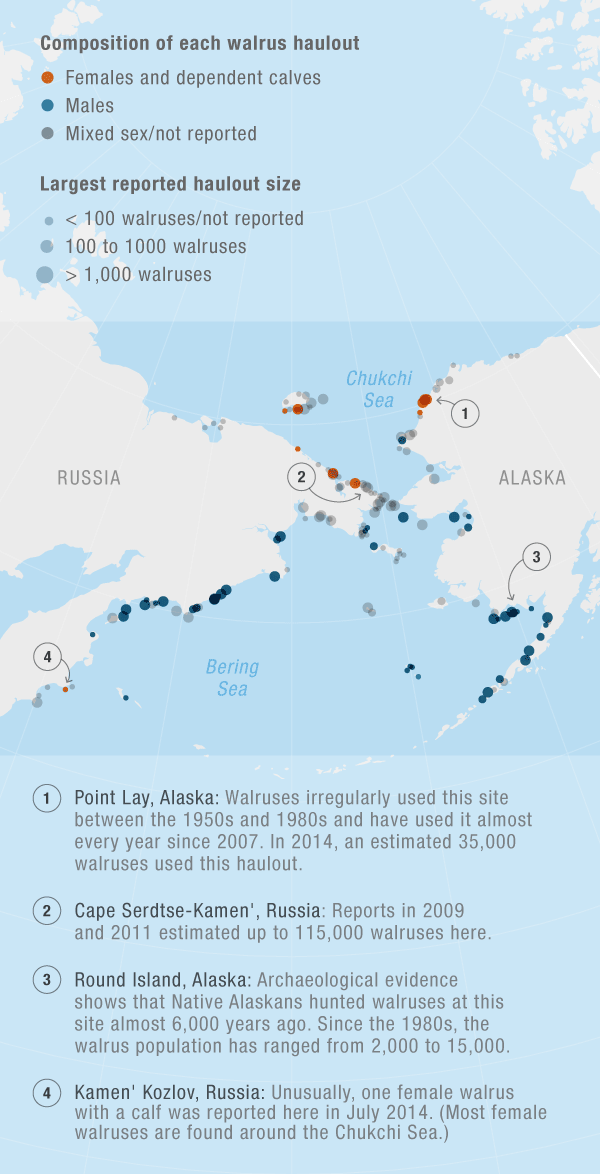 Composition of each walrus haulout
Females and dependent calves
Males
Mixed sex/not reported
Largest reported haulout size
< 100 walruses/not reported
100 to 1000 walruses
> 1,000 walruses
Chukchi
Sea
1
RUSSIA
2
ALASKA
3
4
Bering
Sea
1 Point Lay, Alaska: Walruses irregularly used this site
between the 1950s and 1980s and have used it almost
every year since 2007. In 2014, an estimated 35,000
walruses used this haulout.
2 Cape Serdtse-Kamen', Russia: Reports in 2009
and 2011 estimated up to 115,000 walruses here.
3 Round Island, Alaska: Archaeological evidence
shows that Native Alaskans hunted walruses at this
site almost 6,000 years ago. Since the 1980s, the
walrus population has ranged from 2,000 to 15,000.
4 Kamen' Kozlov, Russia: Unusually, one female walrus
with a calf was reported here in July 2014. (Most female
walruses are found around the Chukchi Sea.)